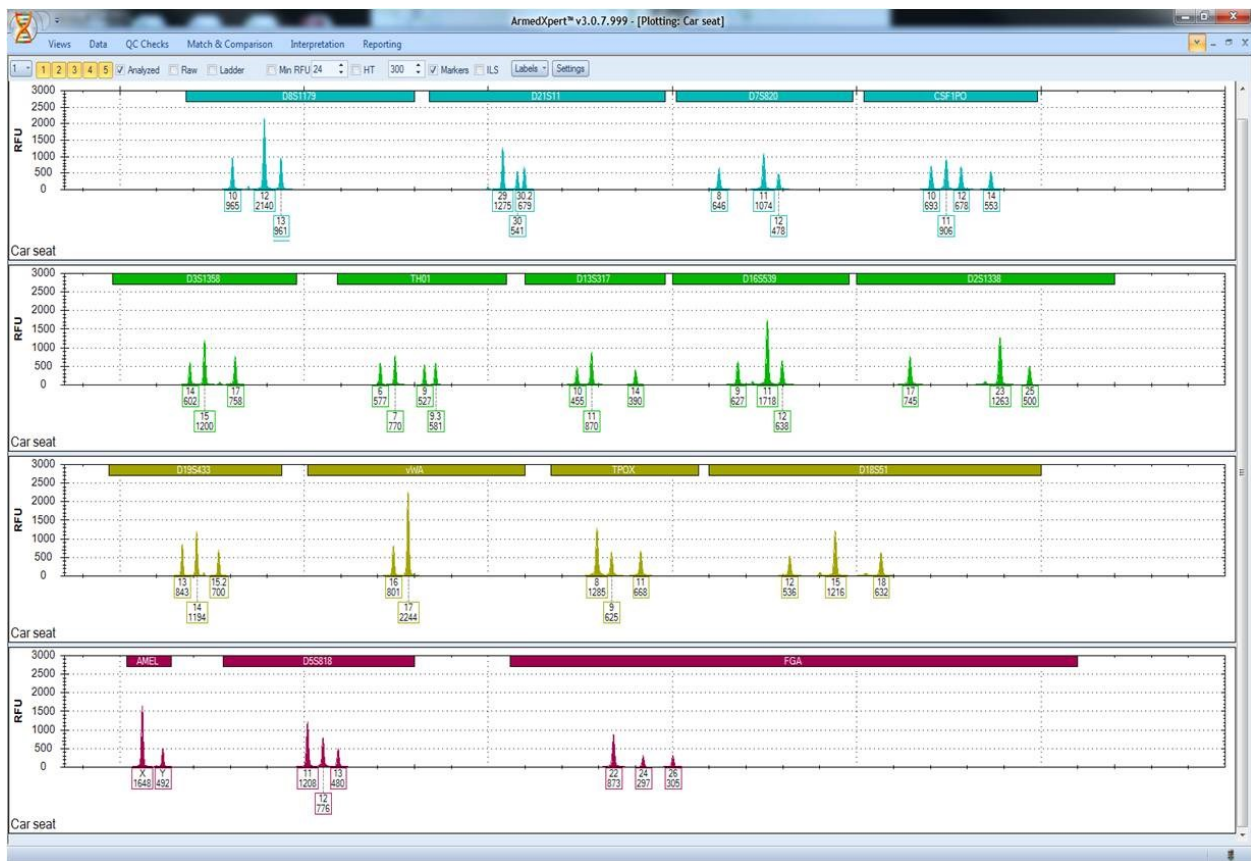 ArmedXpert™ v3.0.7.999 - [Plotting: Car seat]
Views Data QC Checks Match & Comparison Interpretation Reporting
1 1 2 3 4 5 Analyzed Raw Ladder Min RFU 24 HT 300 Markers ILS Labels Settings
D8S1179 D21S11 D7S820 CSF1PO
3000
2500
2000
1500
1000
500
0
RFU
10 12 29 30.2 8 11 10 12 14
965 2140 1275 679 646 1074 693 678 553
13 30 12 11
961 541 478 906
Car seat
D3S1358 TH01 D13S317 D16S539 D2S1338
3000
2500
2000
1500
1000
500
0
RFU
14 17 6 9 10 14 9 11 17 23 25
602 758 577 527 455 390 627 1718 745 1263 500
15 7 9.3 11 12
1200 770 581 870 638
Car seat
D19S433 vWA TPOX D18S51
3000
2500
2000
1500
1000
500
0
RFU
13 15.2 16 8 11 12 15 18
843 700 801 1285 668 536 1216 632
14 17 9
1194 2244 625
Car seat
AMEL D5S818 FGA
3000
2500
2000
1500
1000
500
0
RFU
X Y 11 13 22 24 26
1648 492 1208 480 873 297 305
12
776
Car seat